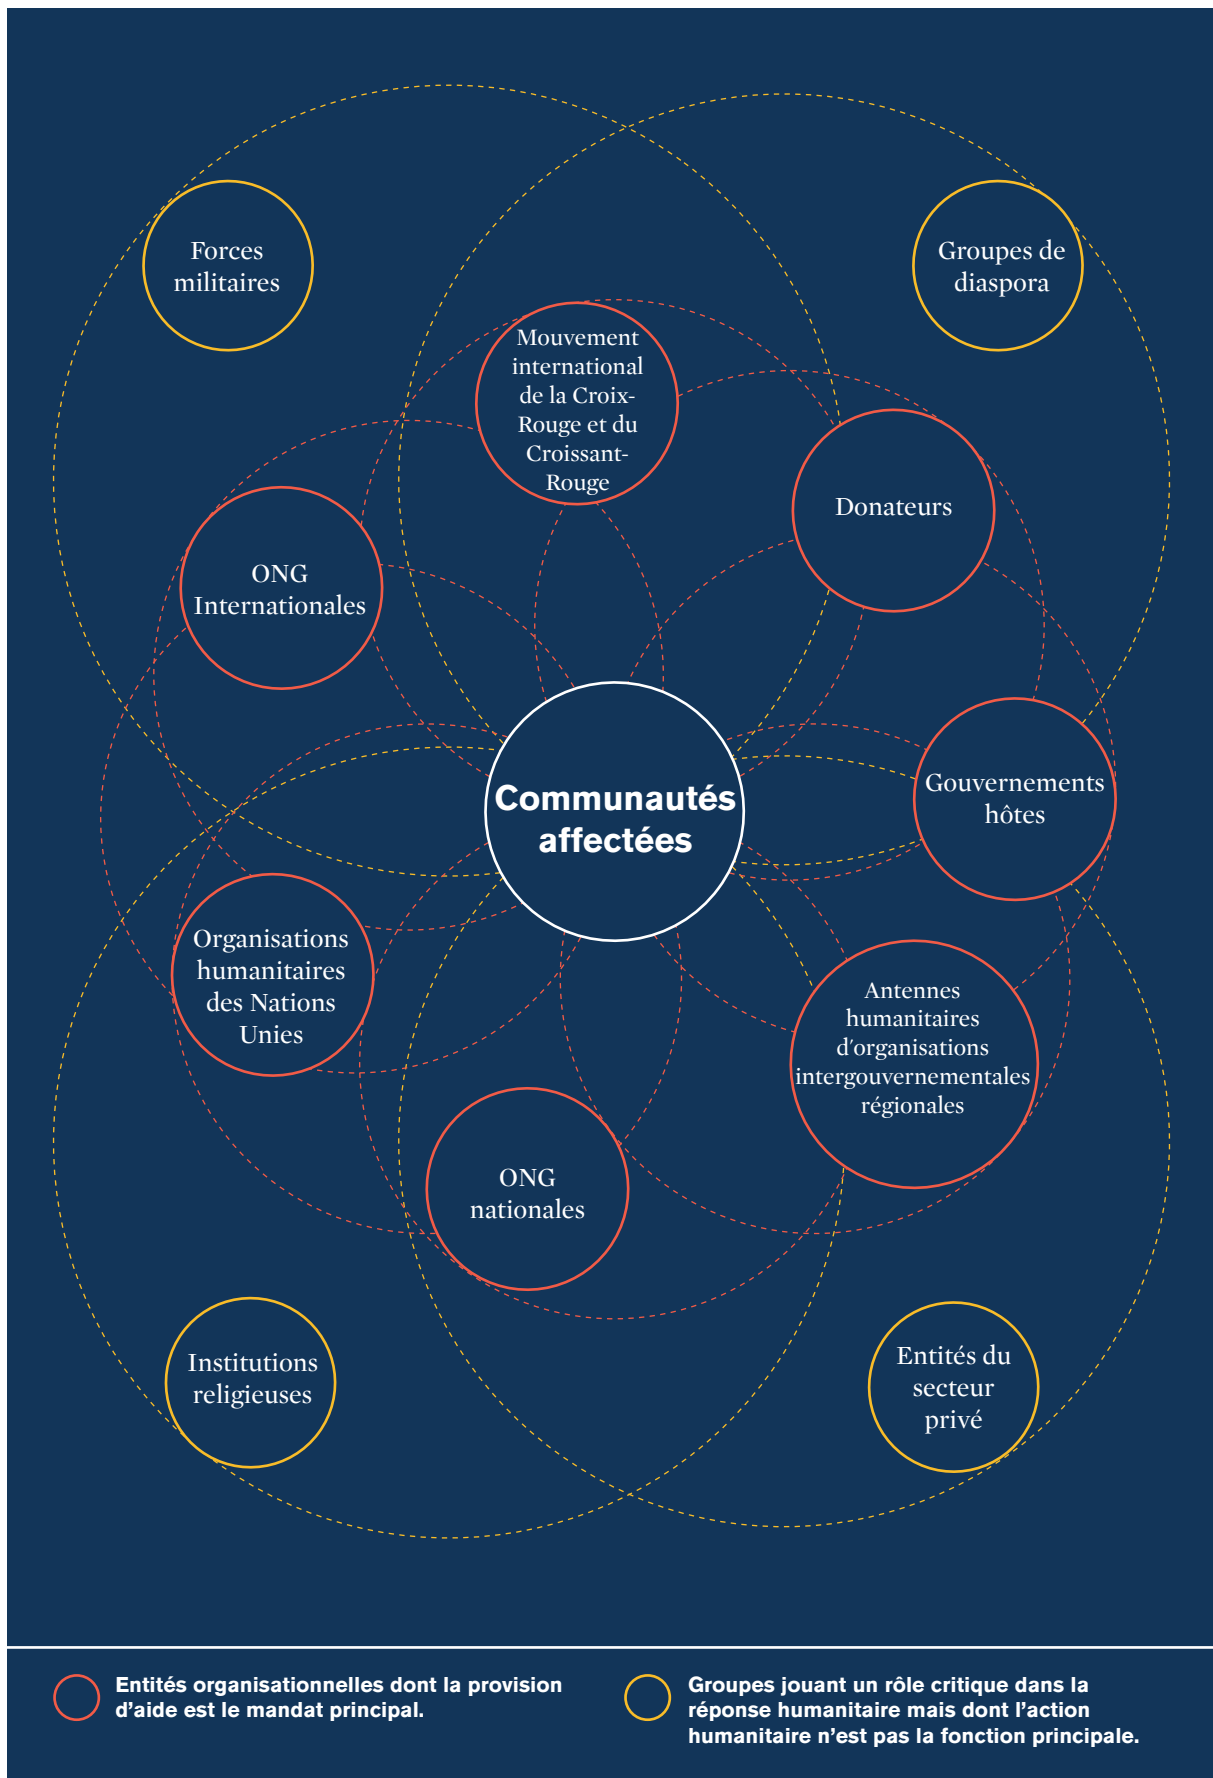 Forces
militaires
Groupes de
diaspora
Mouvement
international
de la Croix-
Rouge et du
Croissant-
Rouge
Donateurs
ONG
Internationales
Communautés
affectées
Gouvernements
hôtes
Organisations
humanitaires
des Nations
Unies
Antennes
humanitaires
d'organisations
intergouvernementales
régionales
ONG
nationales
Institutions
religieuses
Entités du
secteur
privé
Entités organisationnelles dont la provision
d’aide est le mandat principal.
Groupes jouant un rôle critique dans la
réponse humanitaire mais dont l’action
humanitaire n’est pas la fonction principale.